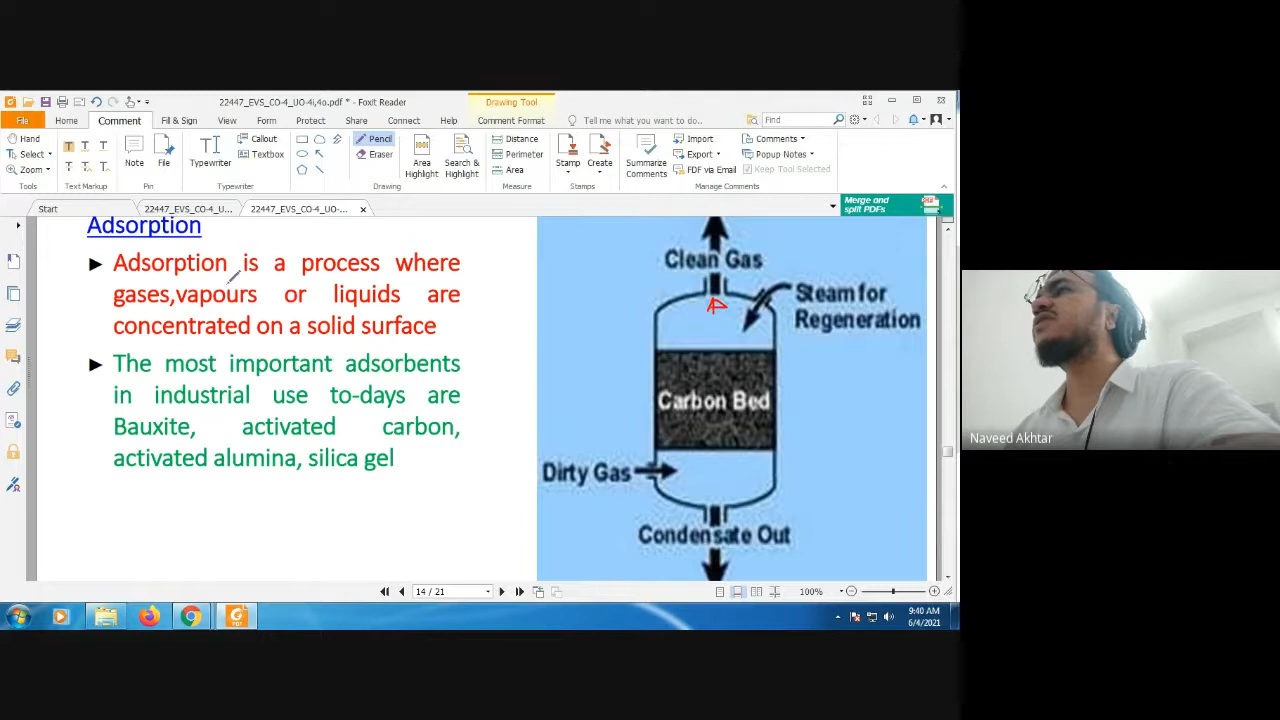 22447_EVS_CO-4_UO-4i,4o.pdf * - Foxit Reader
Drawing Tool
File Home Comment Fill & Sign View Form Protect Share Connect Help Comment Format Tell me what you want to do.. Find
Hand
Select
Zoom
Tools
Text Markup
Note
File
Pin
Typewriter
Callout
Textbox
Typewriter
Pencil
Eraser
Drawing
Area Highlight
Search & Highlight
Distance
Perimeter
Area
Measure
Stamp
Create
Stamps
Summarize Comments
Import
Export
FDF via Email
Comments
Popup Notes
Keep Tool Selected
Manage Comments
Start 22447_EVS_CO-4_U... 22447_EVS_CO-4_UO-...
Merge and split PDFs
Adsorption
Adsorption is a process where
gases,vapours or liquids are
concentrated on a solid surface
The most important adsorbents
in industrial use to-days are
Bauxite, activated carbon,
activated alumina, silica gel
Clean Gas
Steam for
Regeneration
Carbon Bed
Dirty Gas
Condensate Out
Naveed Akhtar
14 / 21
100%
9:40 AM
6/4/2021